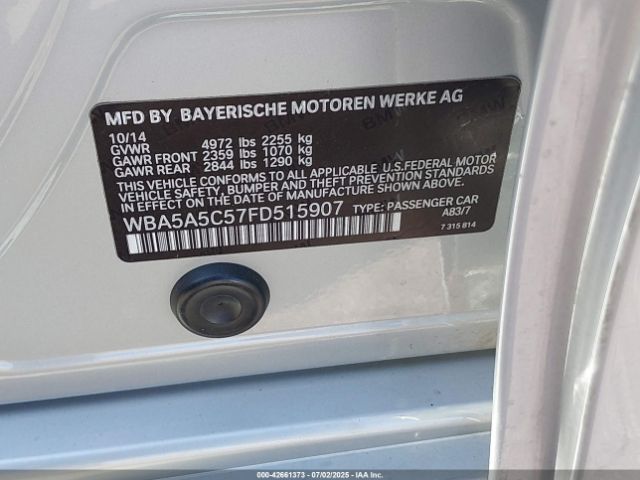 MFD BY BAYERISCHE MOTOREN WERKE AG
10/14
GVWR 4972 lbs 2255 kg
GAWR FRONT 2359 lbs 1070 kg
GAWR REAR 2844 lbs 1290 kg
THIS VEHICLE CONFORMS TO ALL APPLICABLE U.S. FEDERAL MOTOR
VEHICLE SAFETY, BUMPER, AND THEFT PREVENTION STANDARDS
IN EFFECT ON THE DATE OF MANUFACTURE SHOWN ABOVE.
WBA5A5C57FD515907 TYPE: PASSENGER CAR
A83/7
7 315 814
000-42661373 - 07/02/2025 - IAA Inc.